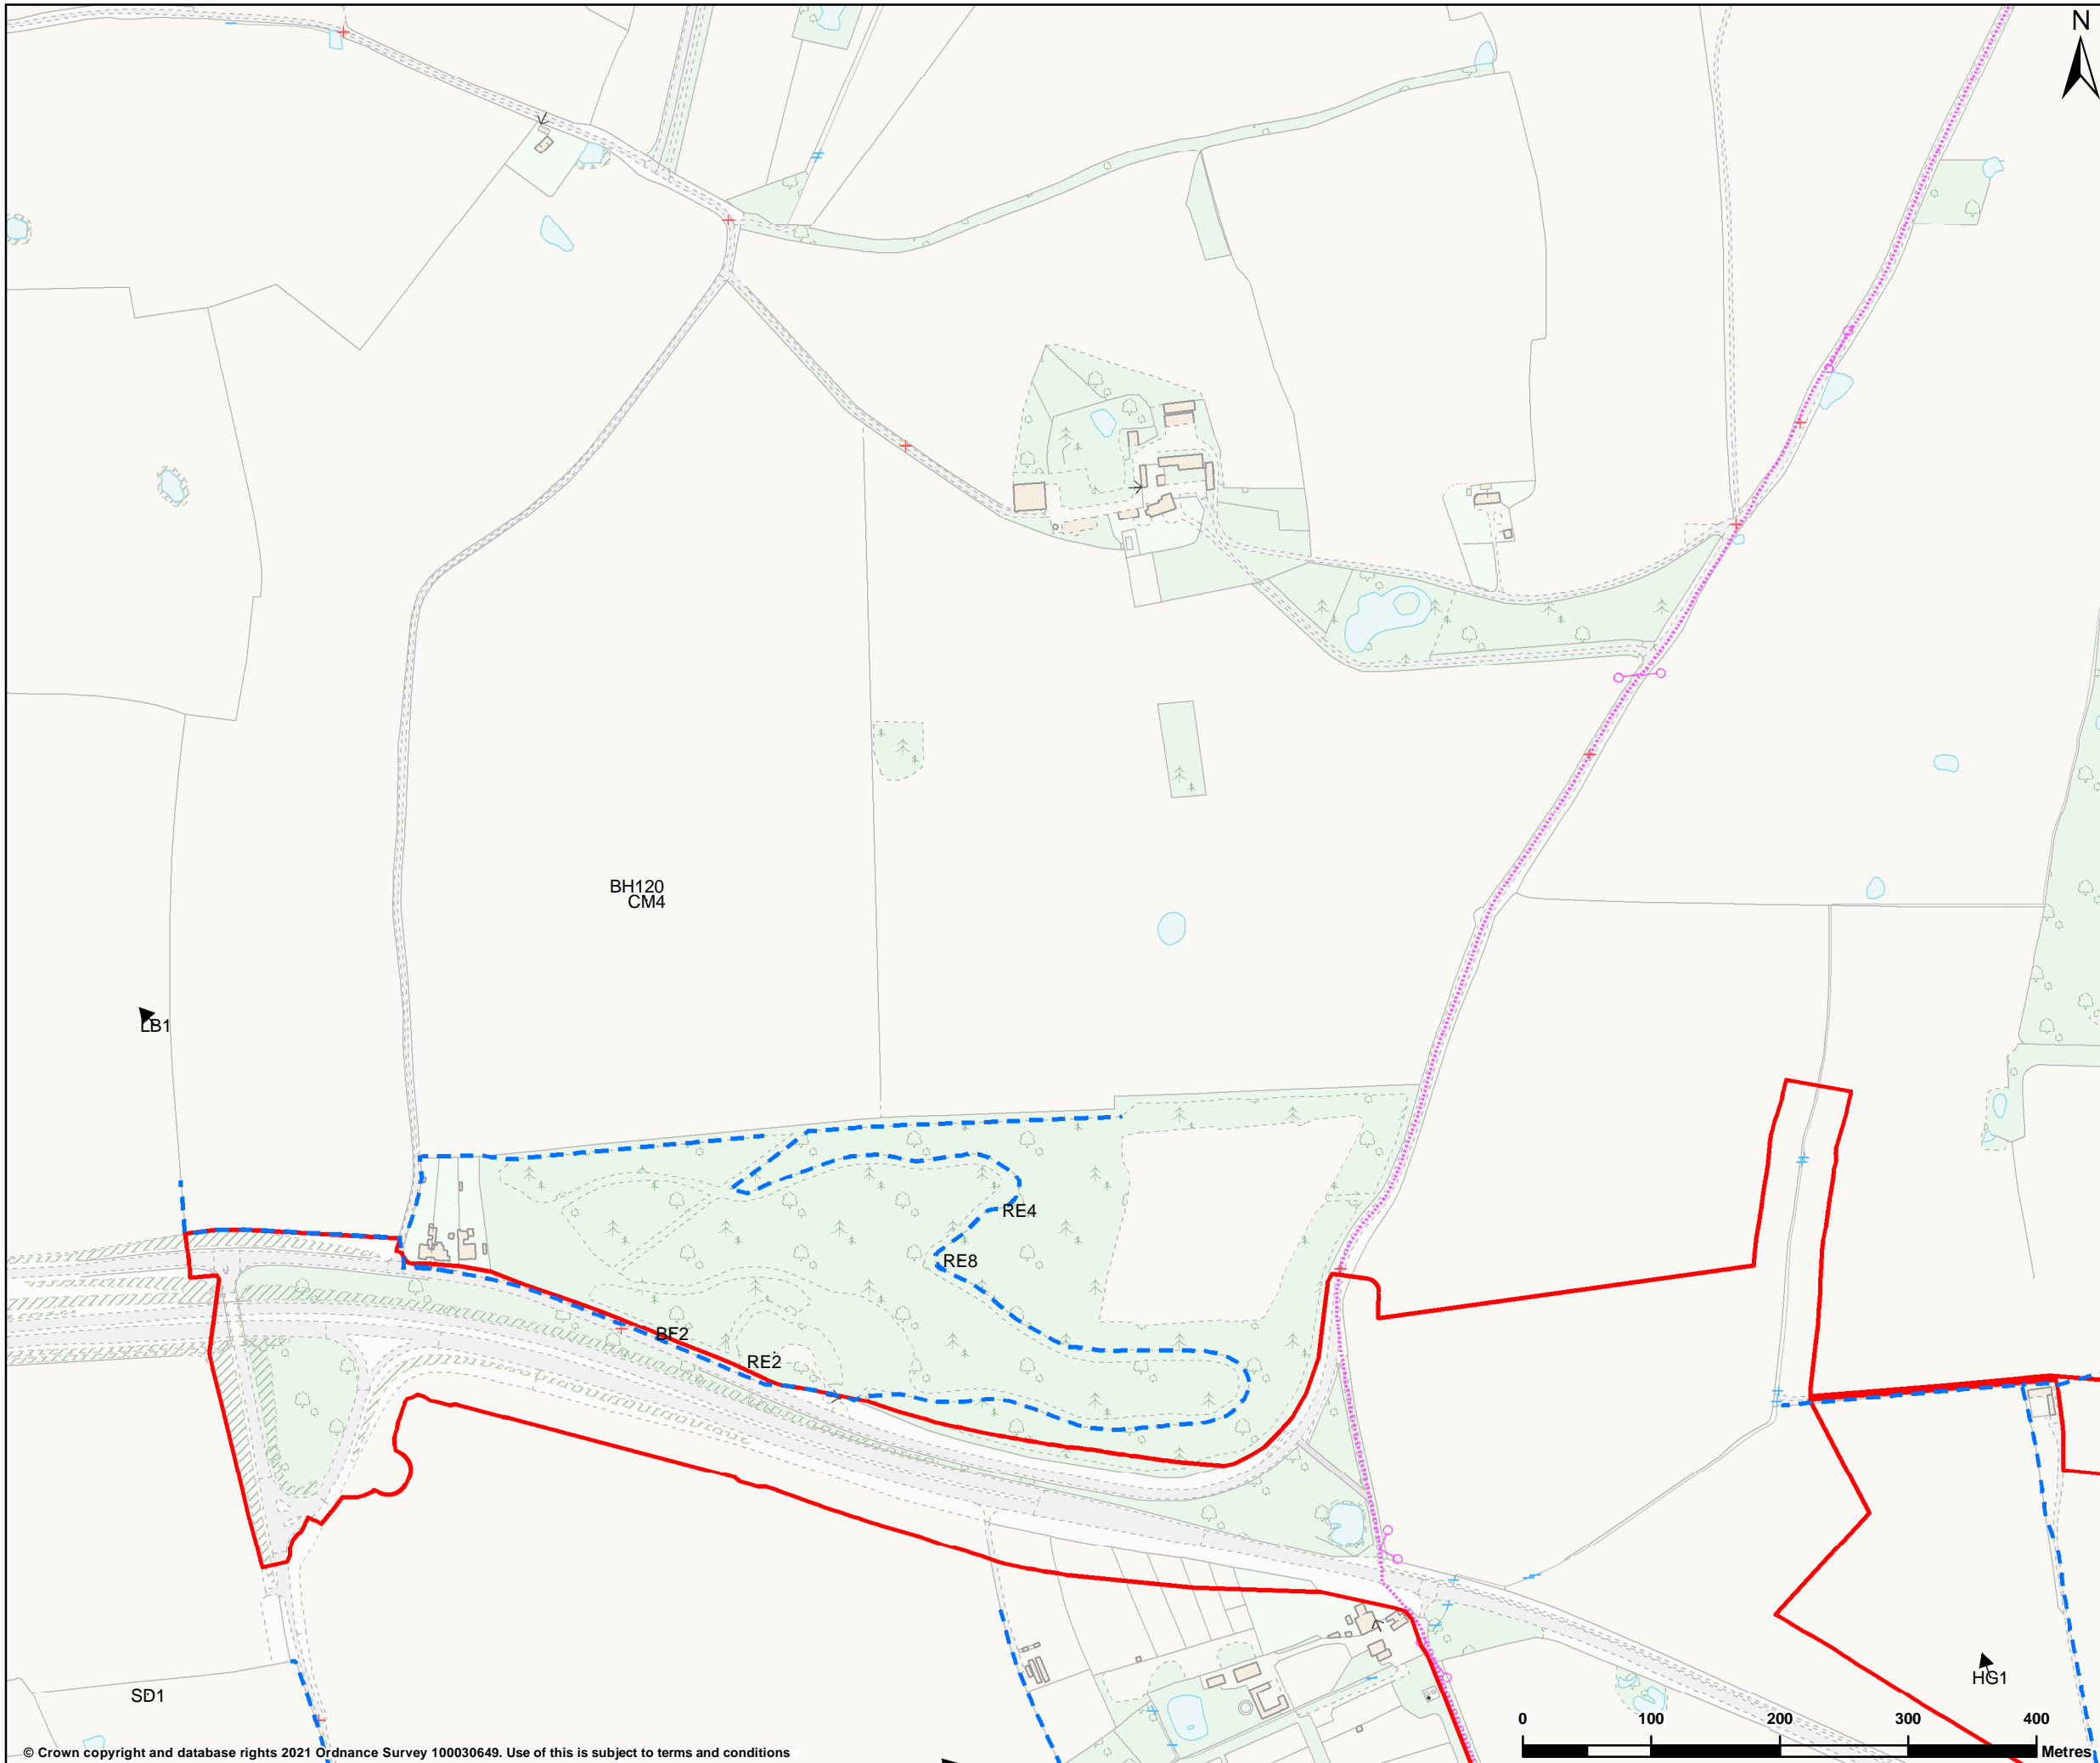 N
BH120
CM4
LB1
RE4
RE8
BF2
RE2
HG1
SD1
0 100 200 300 400
Metres
© Crown copyright and database rights 2021 Ordnance Survey 100030649. Use of this is subject to terms and conditions